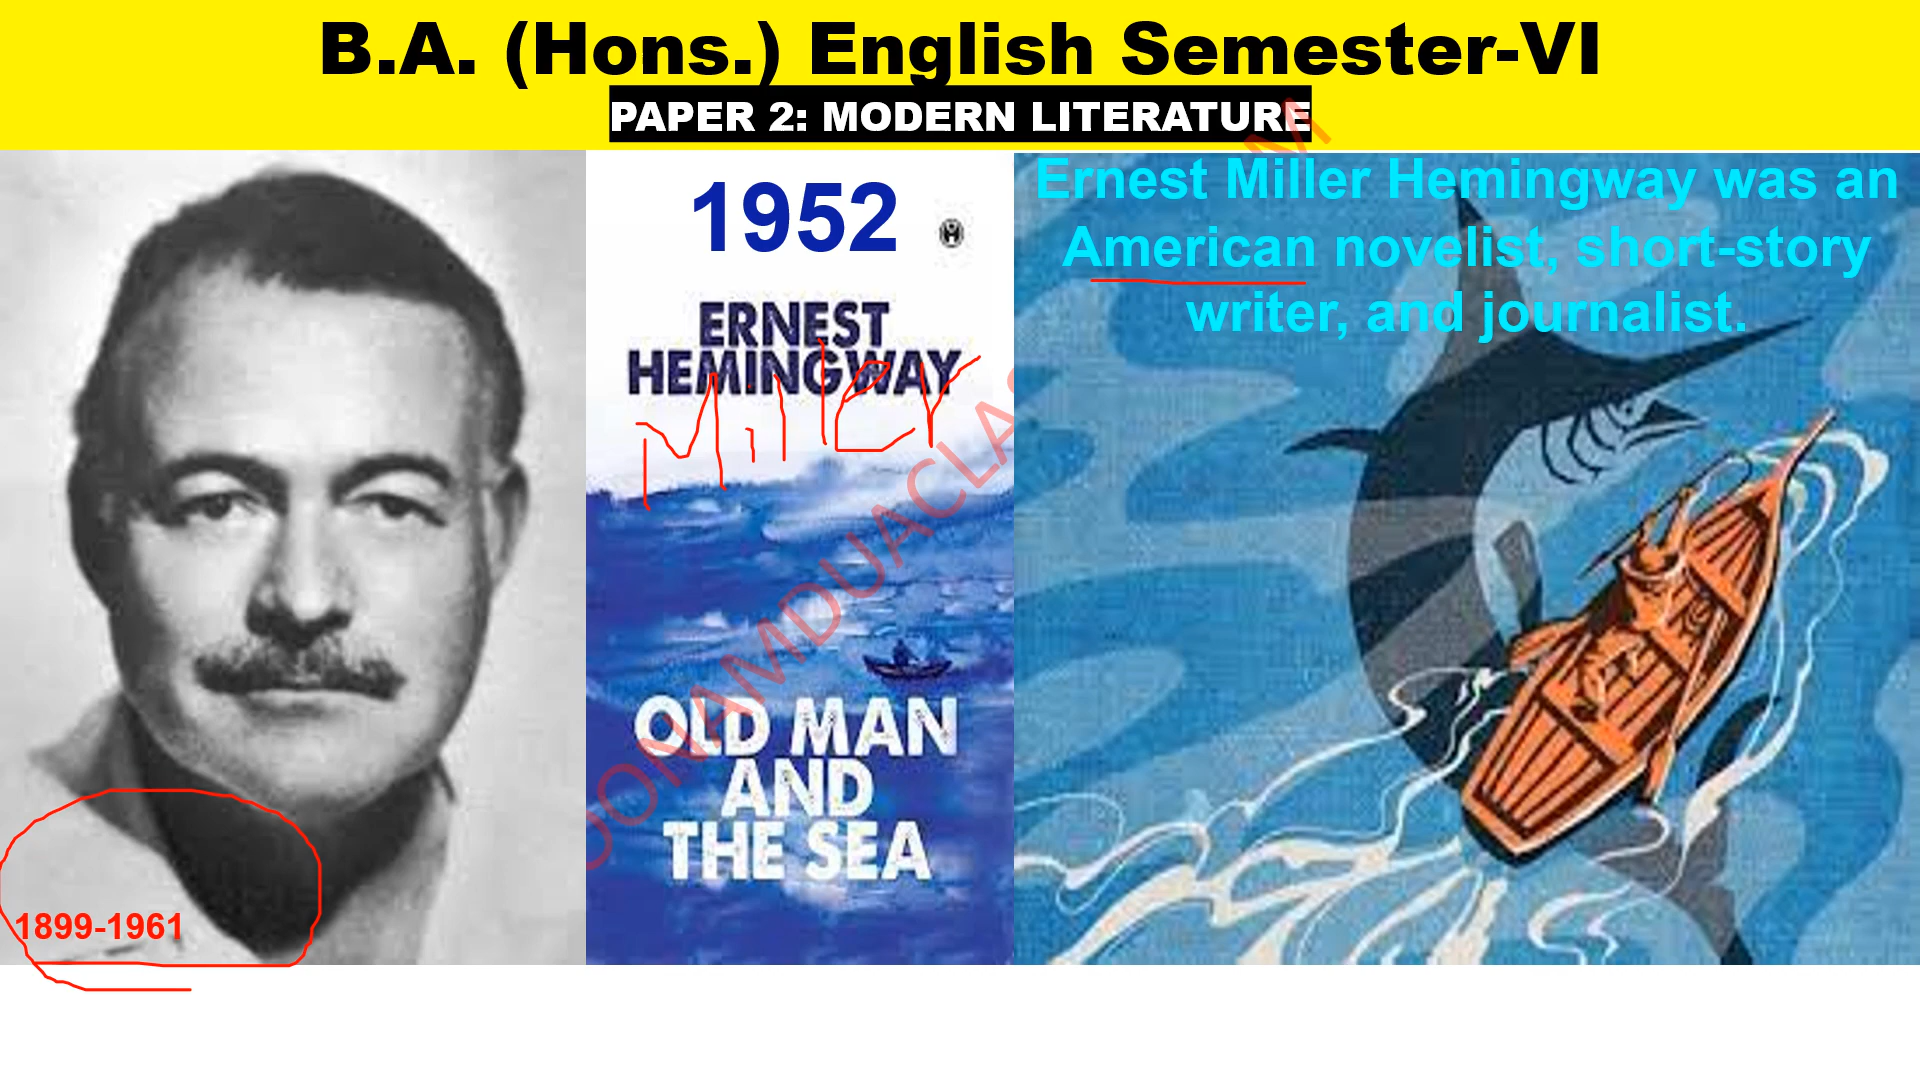 B.A. (Hons.) English Semester-VI
PAPER 2: MODERN LITERATURE
1899-1961
1952
ERNEST
HEMINGWAY
Miller
OLD MAN
AND
THE SEA
Ernest Miller Hemingway was an
American novelist, short-story
writer, and journalist.